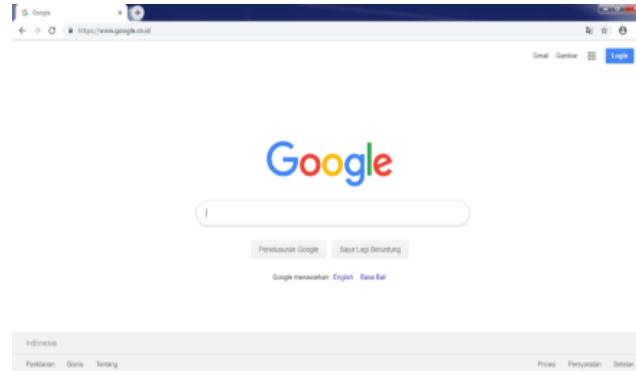 Google
https://www.google.co.id
Gmail Gambar Login
Google
Penelusuran Google Saya Lagi Beruntung
Google menawarkan: English Basa Bali
Indonesia
Periklanan Bisnis Tentang
Privasi Persyaratan Setelan